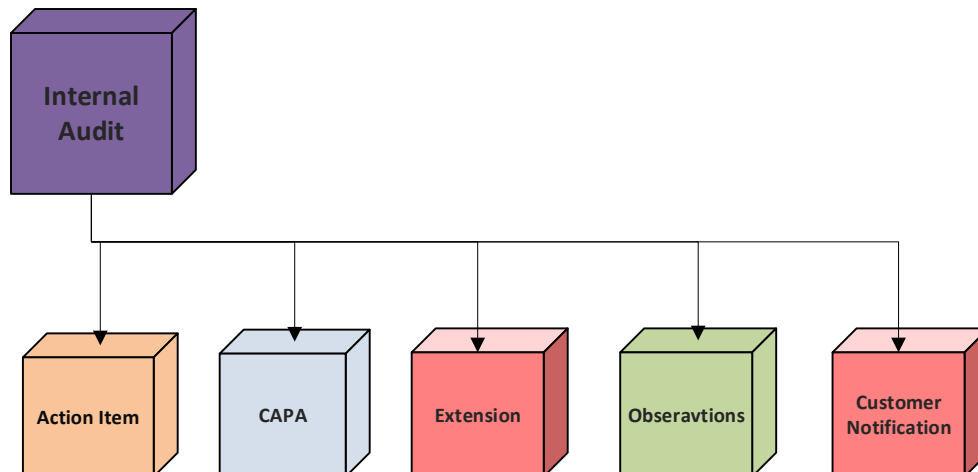 Internal
Audit
Action Item
CAPA
Extension
Obseravtions
Customer
Notification